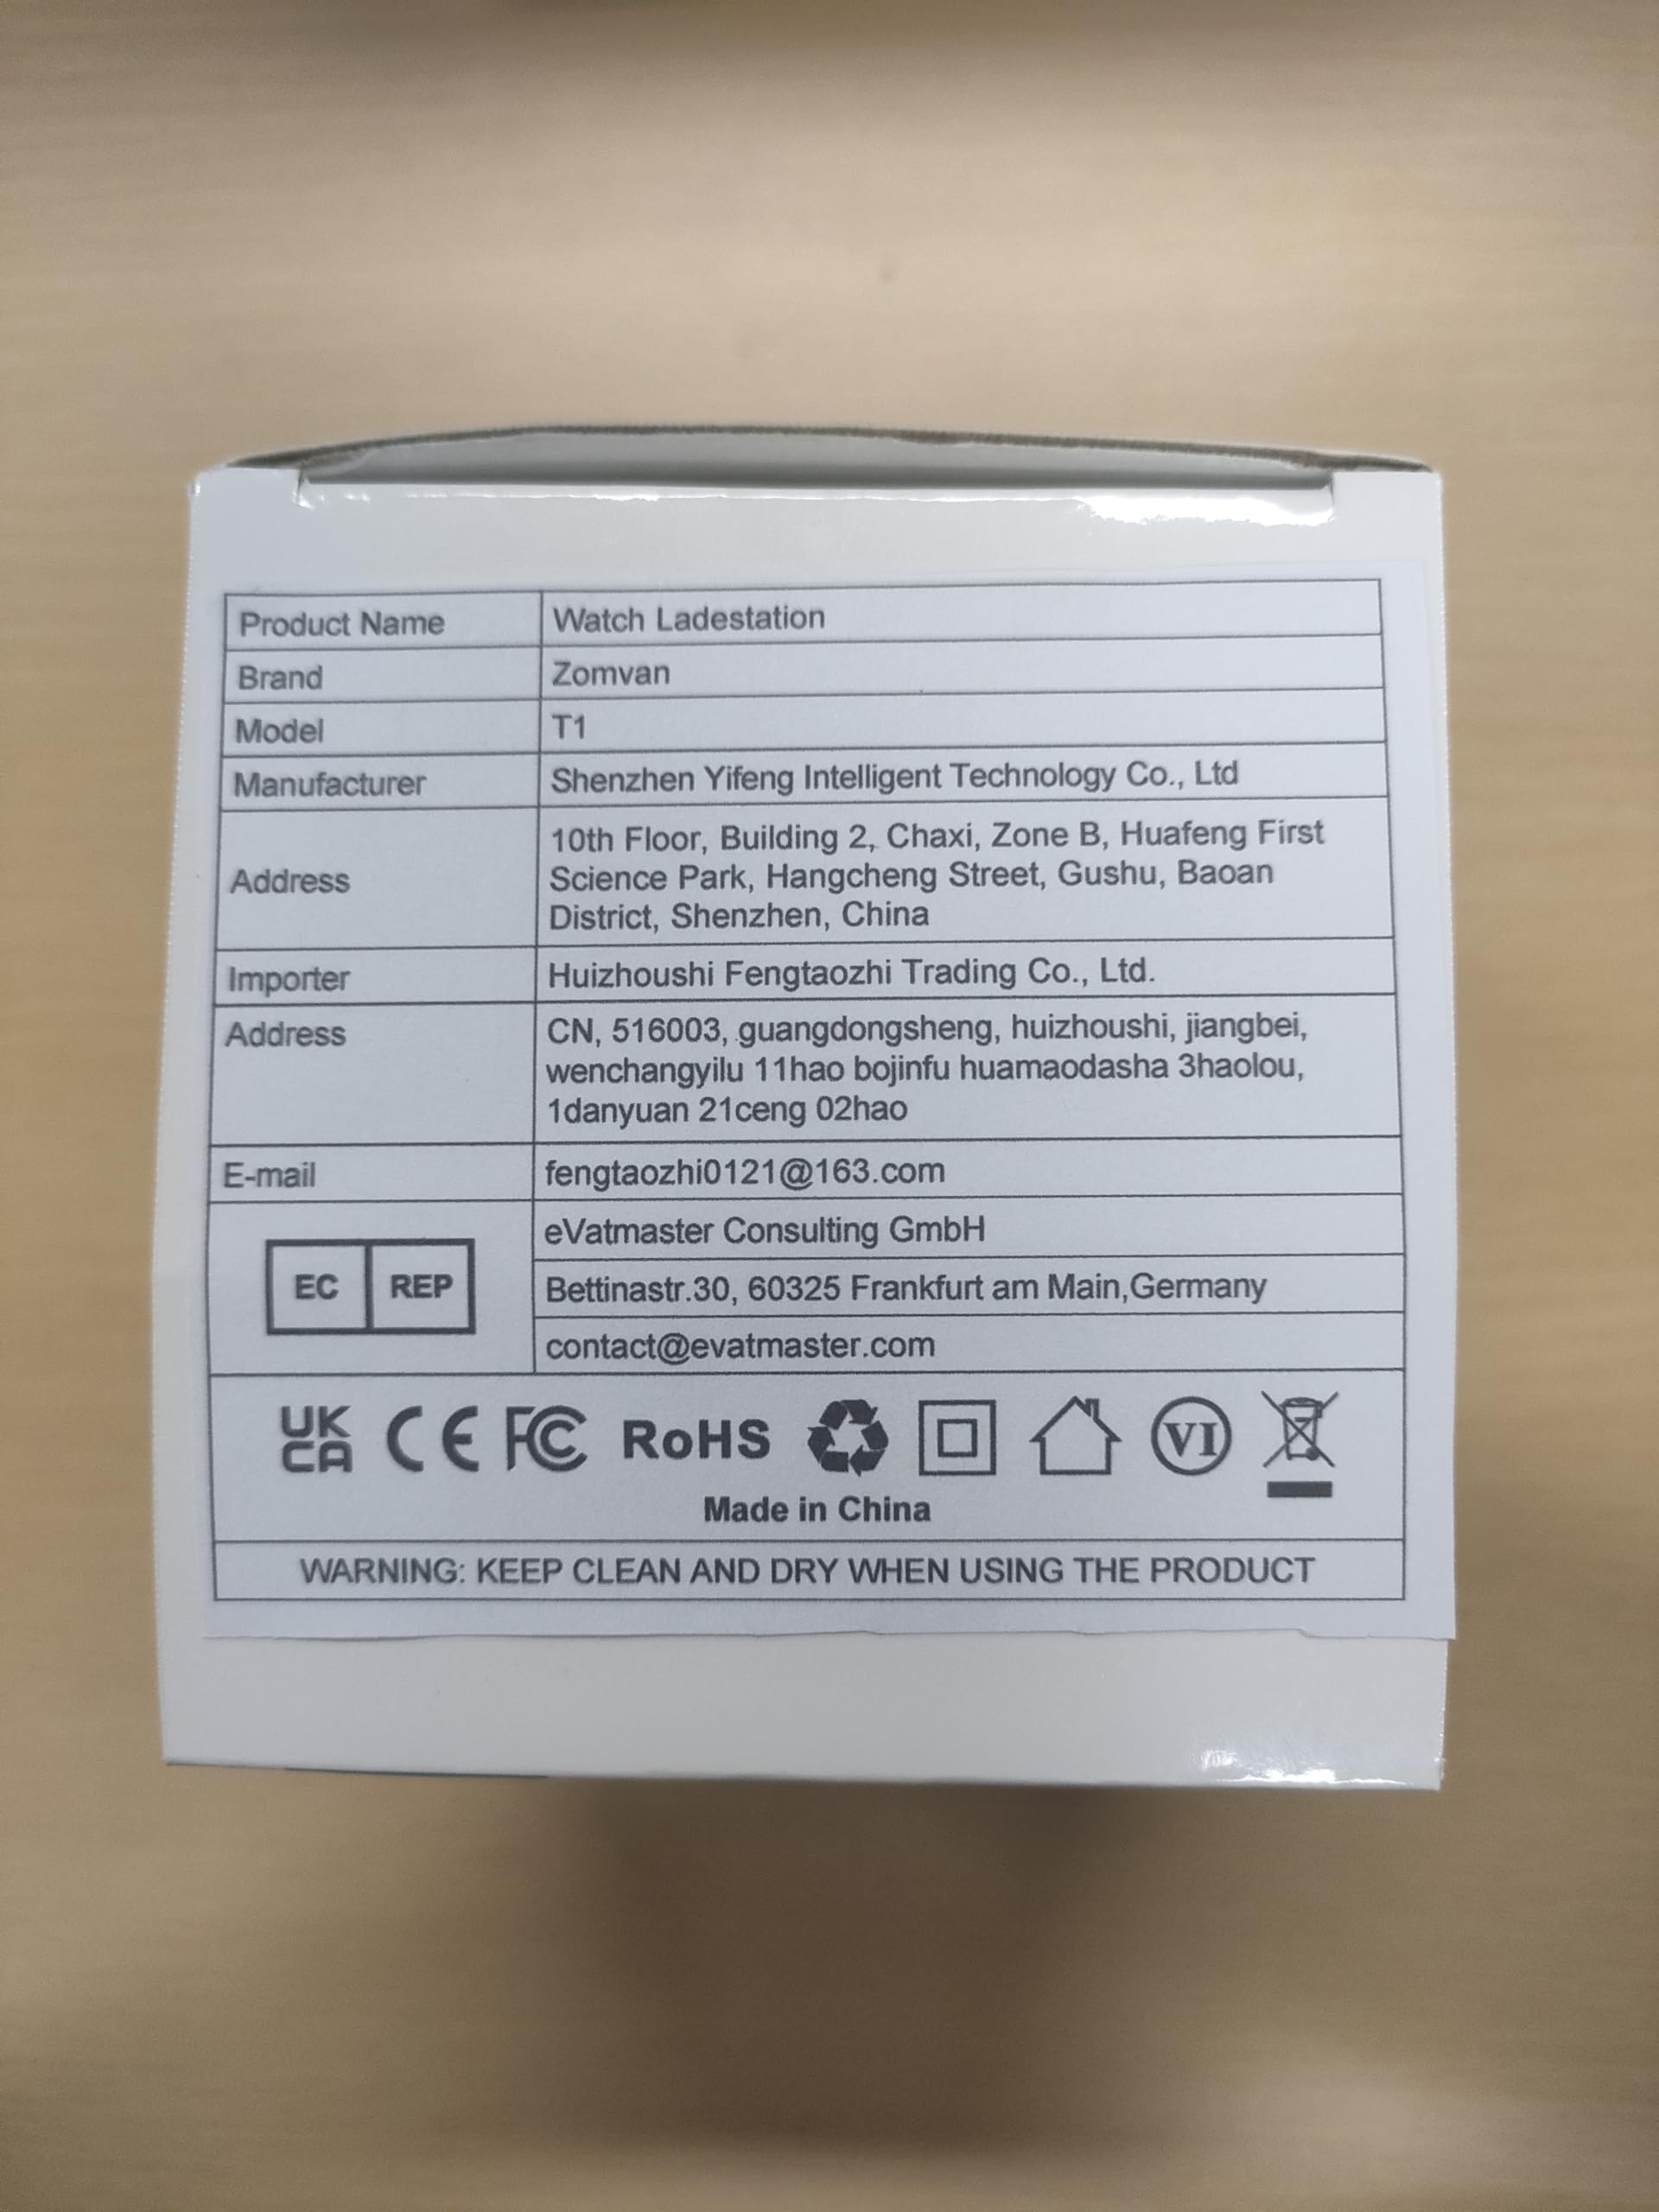 Product Name Watch Ladestation
Brand Zomvan
Model T1
Manufacturer Shenzhen Yifeng Intelligent Technology Co., Ltd
Address 10th Floor, Building 2, Chaxi, Zone B, Huafeng First
Science Park, Hangcheng Street, Gushu, Baoan
District, Shenzhen, China
Importer Huizhoushi Fengtaozhi Trading Co., Ltd.
Address CN, 516003, guangdongsheng, huizhoushi, jiangbei,
wenchangyilu 11hao bojinfu huamaodasha 3haolou,
1danyuan 21ceng 02hao
E-mail fengtaozhi0121@163.com
EC REP
eVatmaster Consulting GmbH
Bettinastr.30, 60325 Frankfurt am Main,Germany
contact@evatmaster.com
UK CA CE FC RoHS VI
Made in China
WARNING: KEEP CLEAN AND DRY WHEN USING THE PRODUCT